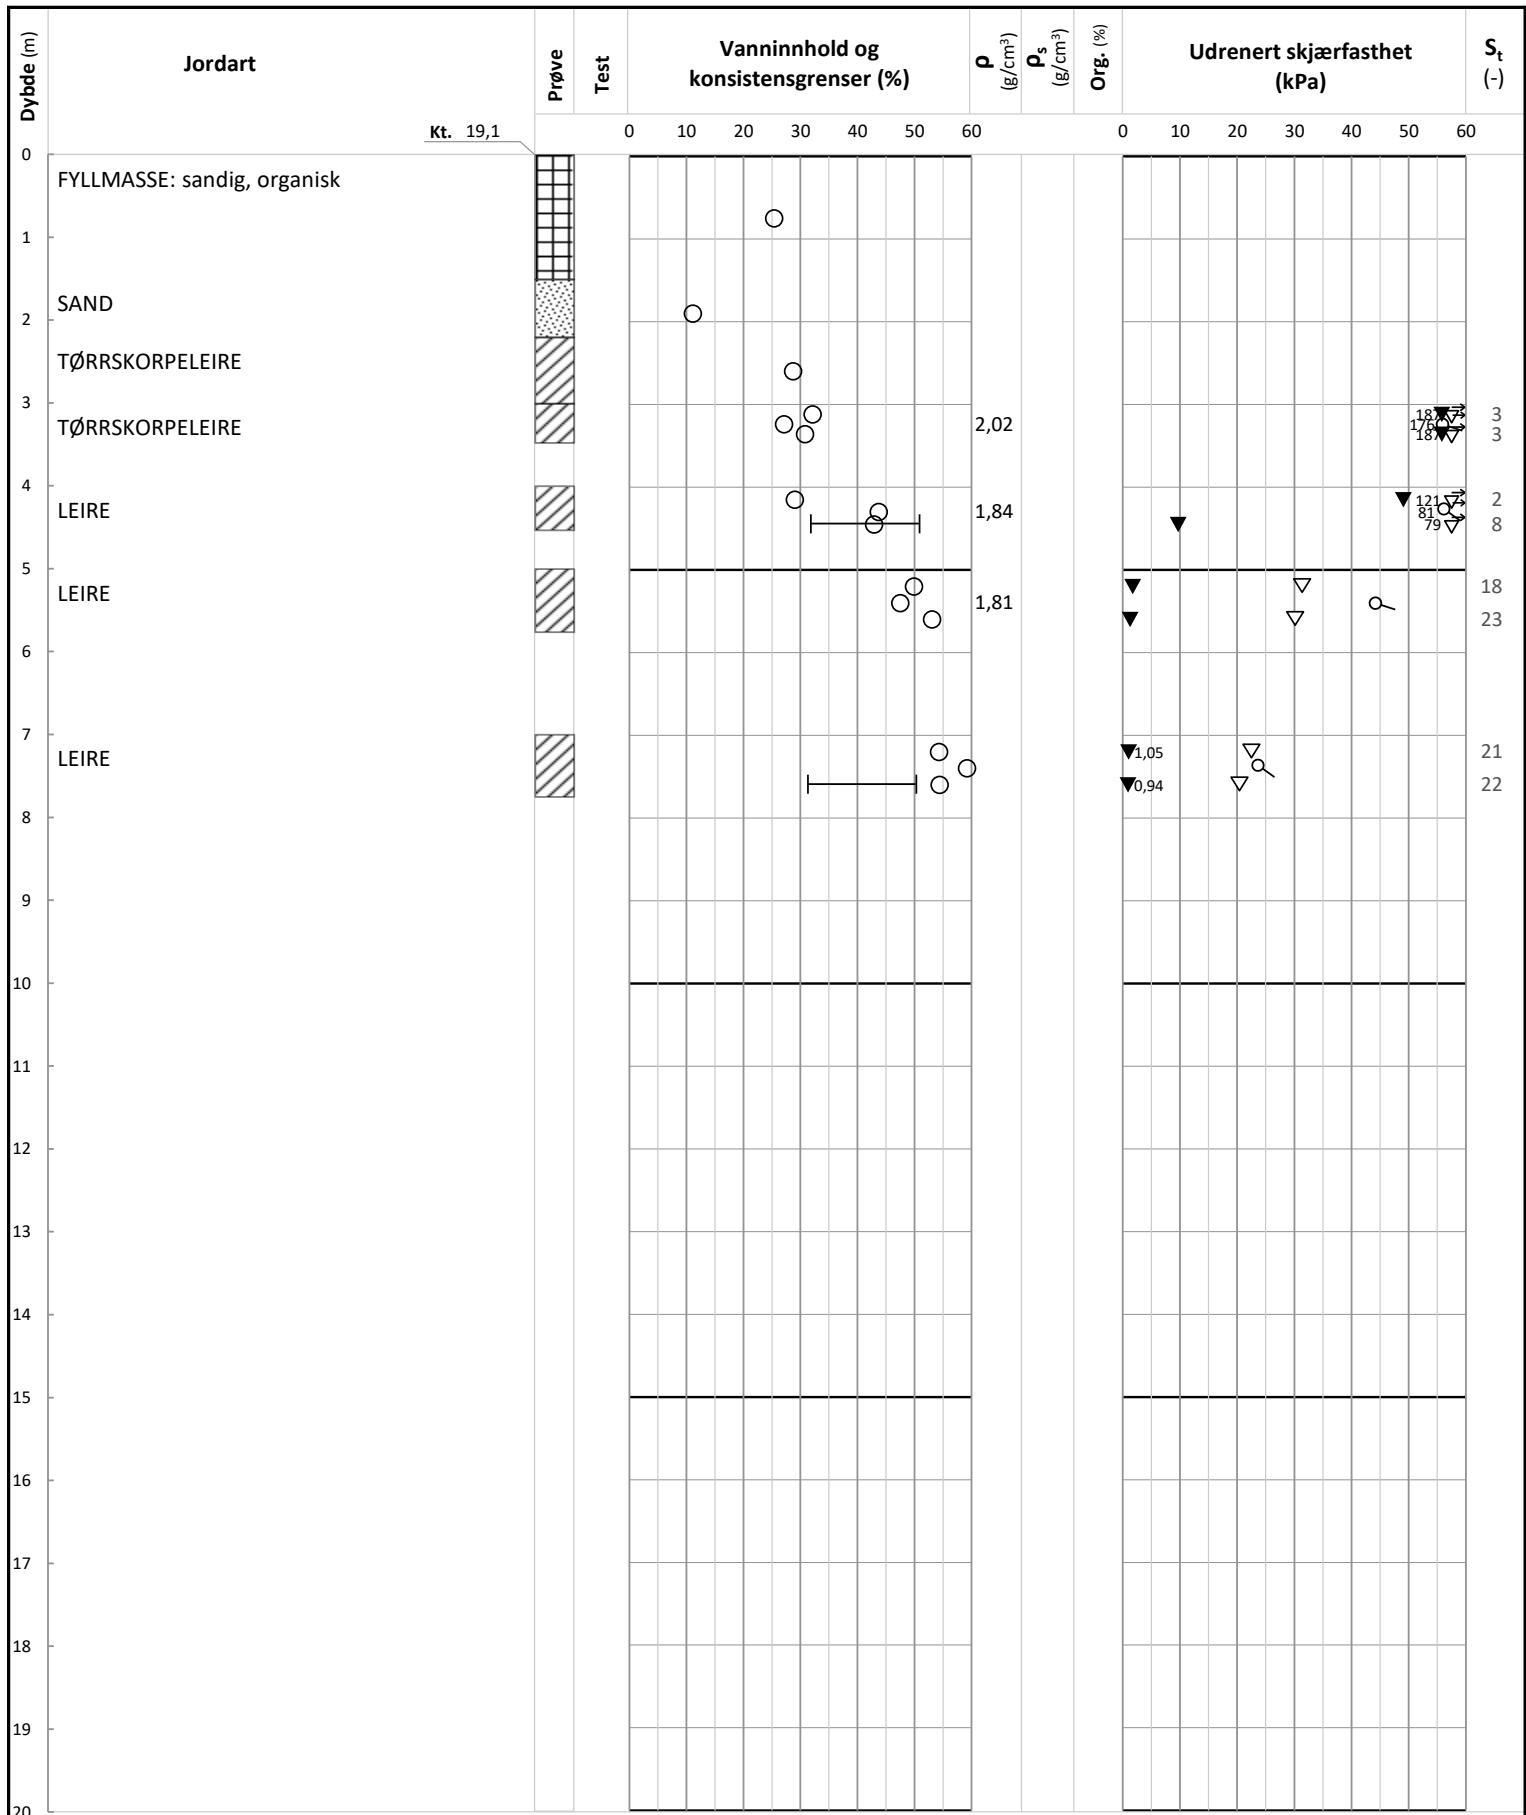 Dybde (m)
Jordart
Prøve
Test
Vanninnhold og
konsistensgrenser (%)
ρ
(g/cm³)
ρs
(g/cm³)
Org. (%)
Udrenert skjærfasthet
(kPa)
St
(-)
Kt. 19,1
0 10 20 30 40 50 60
0 10 20 30 40 50 60
0
FYLLMASSE: sandig, organisk
1
SAND
2
TØRRSKORPELEIRE
3
187 3
TØRRSKORPELEIRE 2,02 176
187 3
4
121 2
LEIRE 1,84 81
79 8
5
LEIRE 18
1,81
23
6
7
LEIRE 1,05 21
0,94 22
8
9
10
11
12
13
14
15
16
17
18
19
20